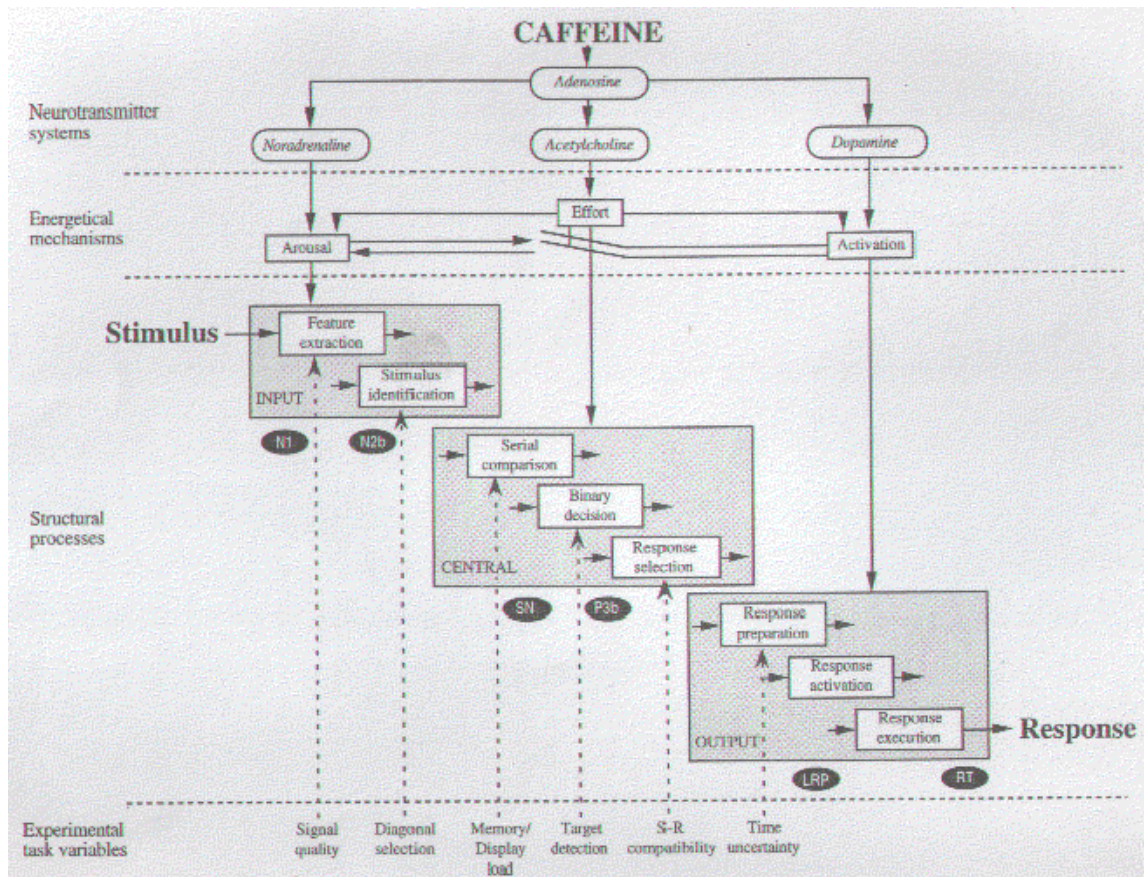 CAFFEINE
Adenosine
Neurotransmitter
systems
Noradrenaline
Acetylcholine
Dopamine
Energetical
mechanisms
Effort
Arousal
Activation
Stimulus
Feature
extraction
Stimulus
identification
INPUT
N1
N2b
Serial
comparison
Binary
decision
Structural
processes
Response
selection
CENTRAL
SN
P3b
Response
preparation
Response
activation
Response
execution
OUTPUT
Response
LRP
RT
Experimental
task variables
Signal
quality
Diagonal
selection
Memory/
Display
load
Target
detection
S-R
compatibility
Time
uncertainty